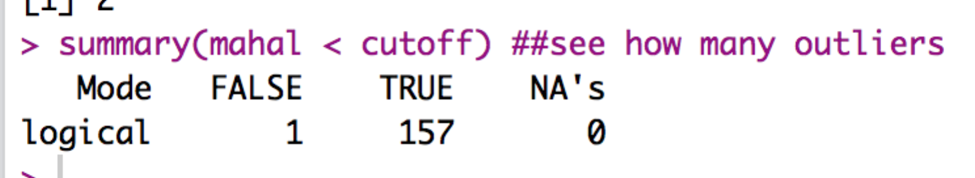 [1] 2
> summary(mahal < cutoff) ##see how many outliers
   Mode   FALSE    TRUE    NA's
logical       1     157       0
>